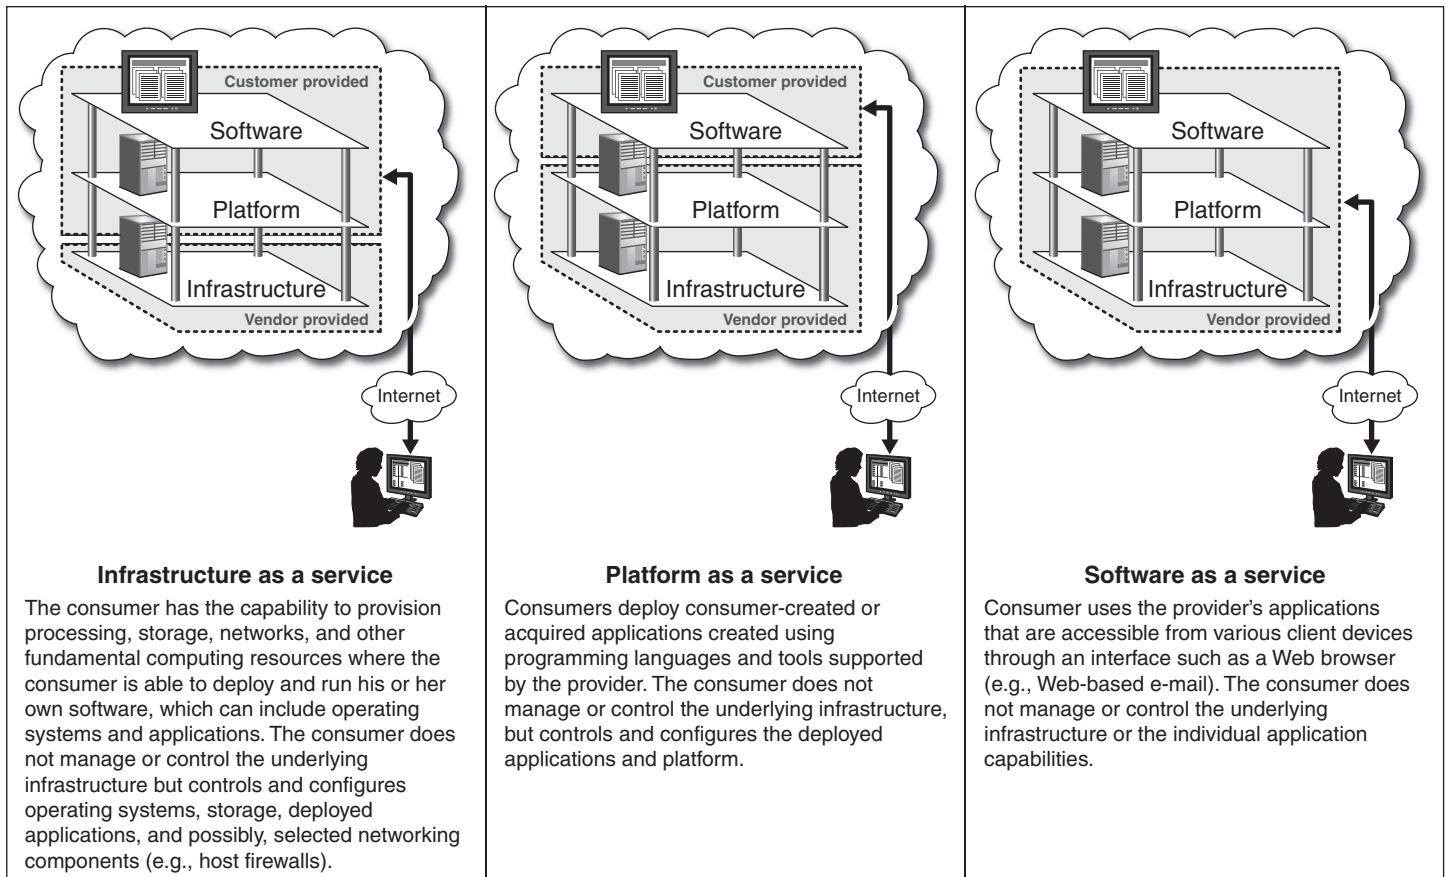 Customer provided
Software
Platform
Infrastructure
Vendor provided
Internet
Infrastructure as a service
The consumer has the capability to provision
processing, storage, networks, and other
fundamental computing resources where the
consumer is able to deploy and run his or her
own software, which can include operating
systems and applications. The consumer does
not manage or control the underlying
infrastructure but controls and configures
operating systems, storage, deployed
applications, and possibly, selected networking
components (e.g., host firewalls).
Customer provided
Software
Platform
Infrastructure
Vendor provided
Internet
Platform as a service
Consumers deploy consumer-created or
acquired applications created using
programming languages and tools supported
by the provider. The consumer does not
manage or control the underlying infrastructure,
but controls and configures the deployed
applications and platform.
Software
Platform
Infrastructure
Vendor provided
Internet
Software as a service
Consumer uses the provider’s applications
that are accessible from various client devices
through an interface such as a Web browser
(e.g., Web-based e-mail). The consumer does
not manage or control the underlying
infrastructure or the individual application
capabilities.